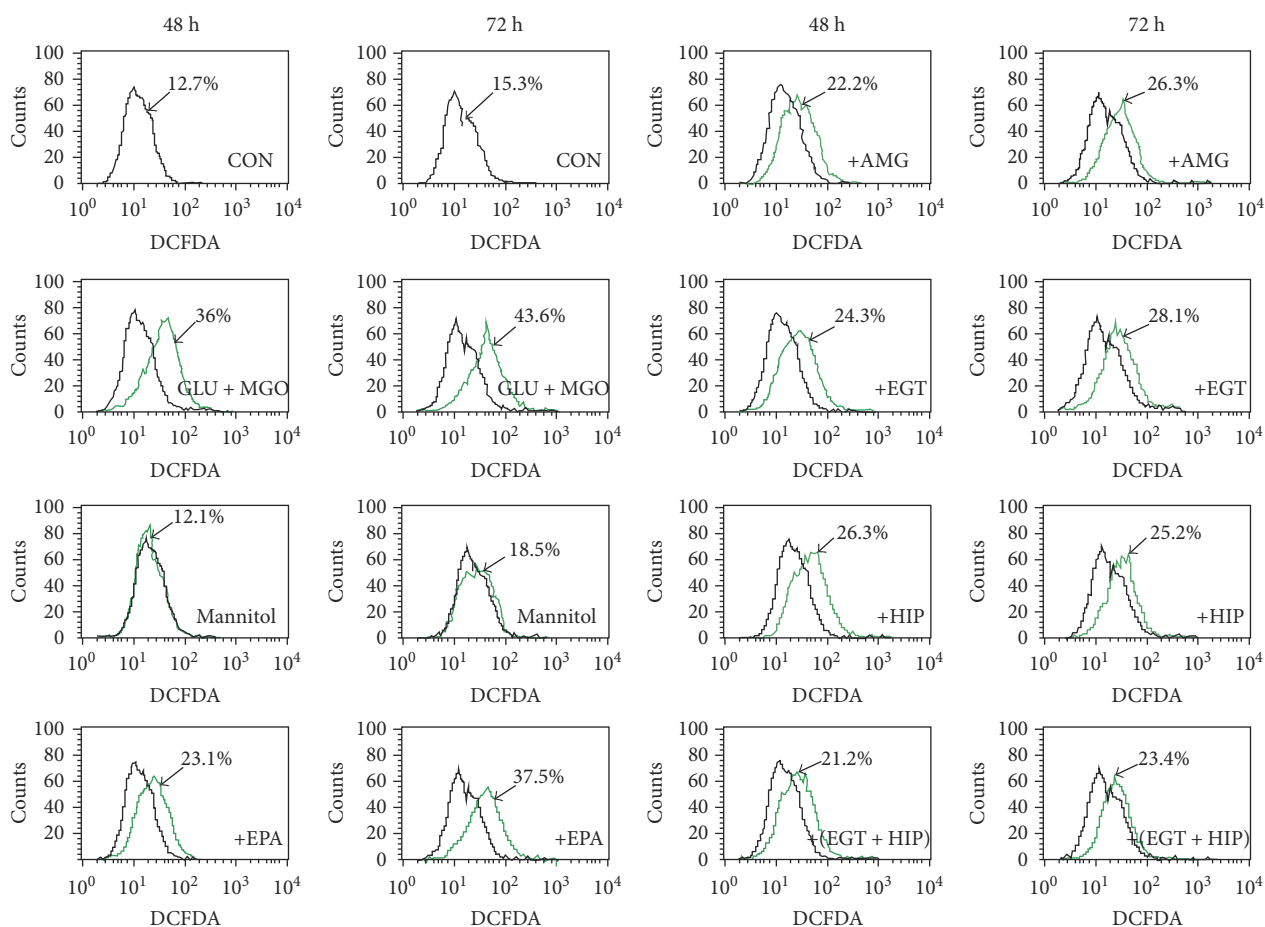 48 h 72 h 48 h 72 h
100 100 100 100
80 12.7% 80 15.3% 80 22.2% 80 26.3%
Counts Counts Counts Counts
60 60 60 60
40 40 40 40
20 CON 20 CON 20 +AMG 20 +AMG
0 0 0 0
10^0 10^1 10^2 10^3 10^4 10^0 10^1 10^2 10^3 10^4 10^0 10^1 10^2 10^3 10^4 10^0 10^1 10^2 10^3 10^4
DCFDA DCFDA DCFDA DCFDA
100 100 100 100
80 36% 80 43.6% 80 24.3% 80 28.1%
Counts Counts Counts Counts
60 60 60 60
40 40 40 40
20 GLU + MGO 20 GLU + MGO 20 +EGT 20 +EGT
0 0 0 0
10^0 10^1 10^2 10^3 10^4 10^0 10^1 10^2 10^3 10^4 10^0 10^1 10^2 10^3 10^4 10^0 10^1 10^2 10^3 10^4
DCFDA DCFDA DCFDA DCFDA
100 12.1% 100 100 100
80 80 18.5% 80 26.3% 80 25.2%
Counts Counts Counts Counts
60 60 60 60
40 40 40 40
20 Mannitol 20 Mannitol 20 +HIP 20 +HIP
0 0 0 0
10^0 10^1 10^2 10^3 10^4 10^0 10^1 10^2 10^3 10^4 10^0 10^1 10^2 10^3 10^4 10^0 10^1 10^2 10^3 10^4
DCFDA DCFDA DCFDA DCFDA
100 100 100 100
80 23.1% 80 37.5% 80 21.2% 80 23.4%
Counts Counts Counts Counts
60 60 60 60
40 40 40 40
20 +EPA 20 +EPA 20 +(EGT + HIP) 20 (EGT + HIP)
0 0 0 0
10^0 10^1 10^2 10^3 10^4 10^0 10^1 10^2 10^3 10^4 10^0 10^1 10^2 10^3 10^4 10^0 10^1 10^2 10^3 10^4
DCFDA DCFDA DCFDA DCFDA